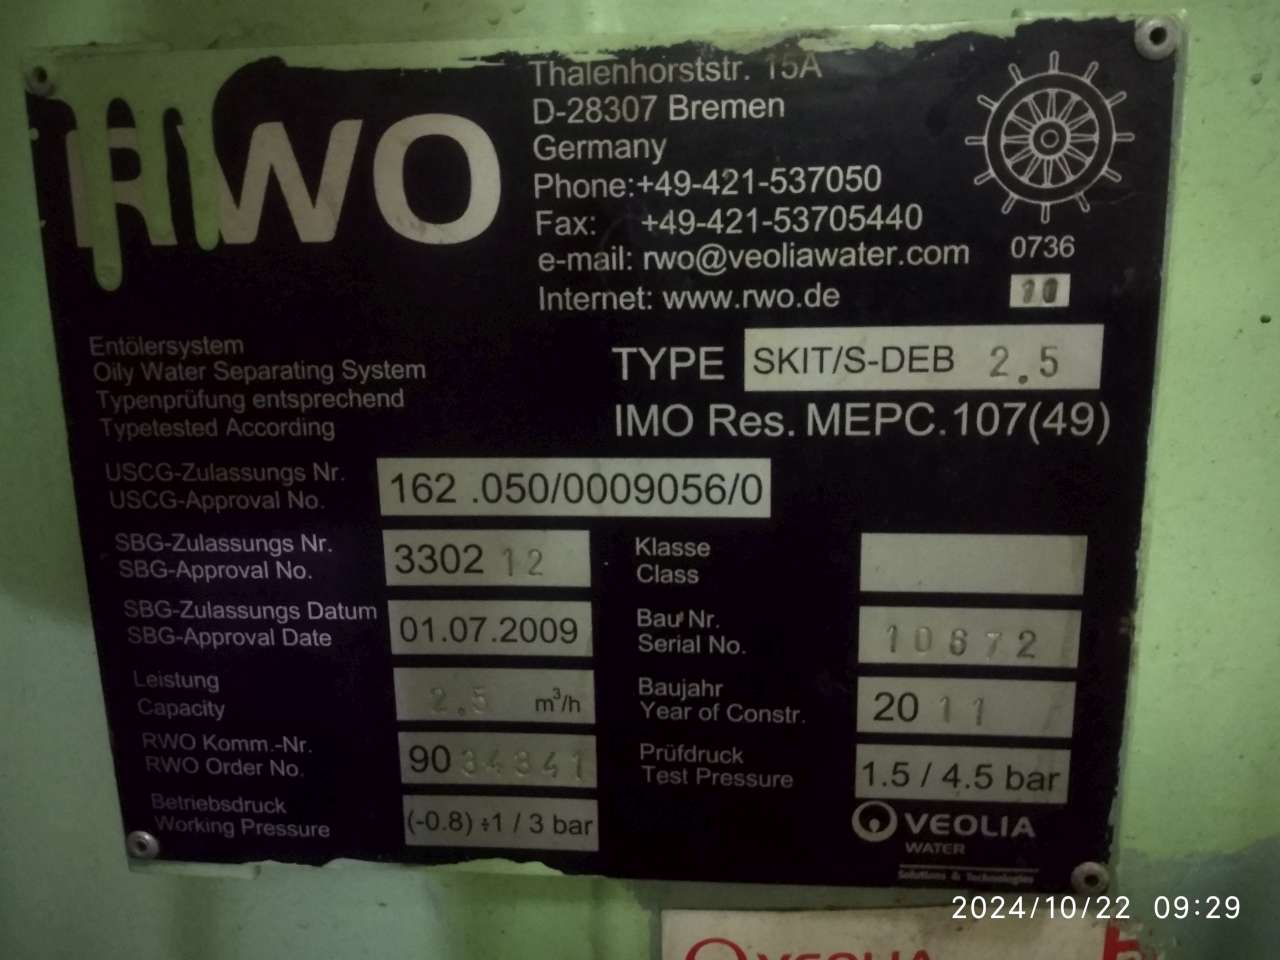 RWO
Thalenhorststr. 15A
D-28307 Bremen
Germany
Phone:+49-421-537050
Fax: +49-421-53705440
e-mail: rwo@veoliawater.com
Internet: www.rwo.de
0736
10
Entölersystem
Oily Water Separating System
Typenprüfung entsprechend
Typetested According
TYPE SKIT/S-DEB 2.5
IMO Res. MEPC.107(49)
USCG-Zulassungs Nr.
USCG-Approval No.
162 .050/0009056/0
SBG-Zulassungs Nr.
SBG-Approval No.
3302 12
SBG-Zulassungs Datum
SBG-Approval Date
01.07.2009
Leistung
Capacity
2.5 m³/h
RWO Komm.-Nr.
RWO Order No.
9034341
Betriebsdruck
Working Pressure
(-0.8) ÷1 / 3 bar
Klasse
Class
Bau Nr.
Serial No.
10672
Baujahr
Year of Constr.
2011
Prüfdruck
Test Pressure
1.5 / 4.5 bar
VEOLIA
WATER
Solutions & Technologies
2024/10/22 09:29
VEOLIA